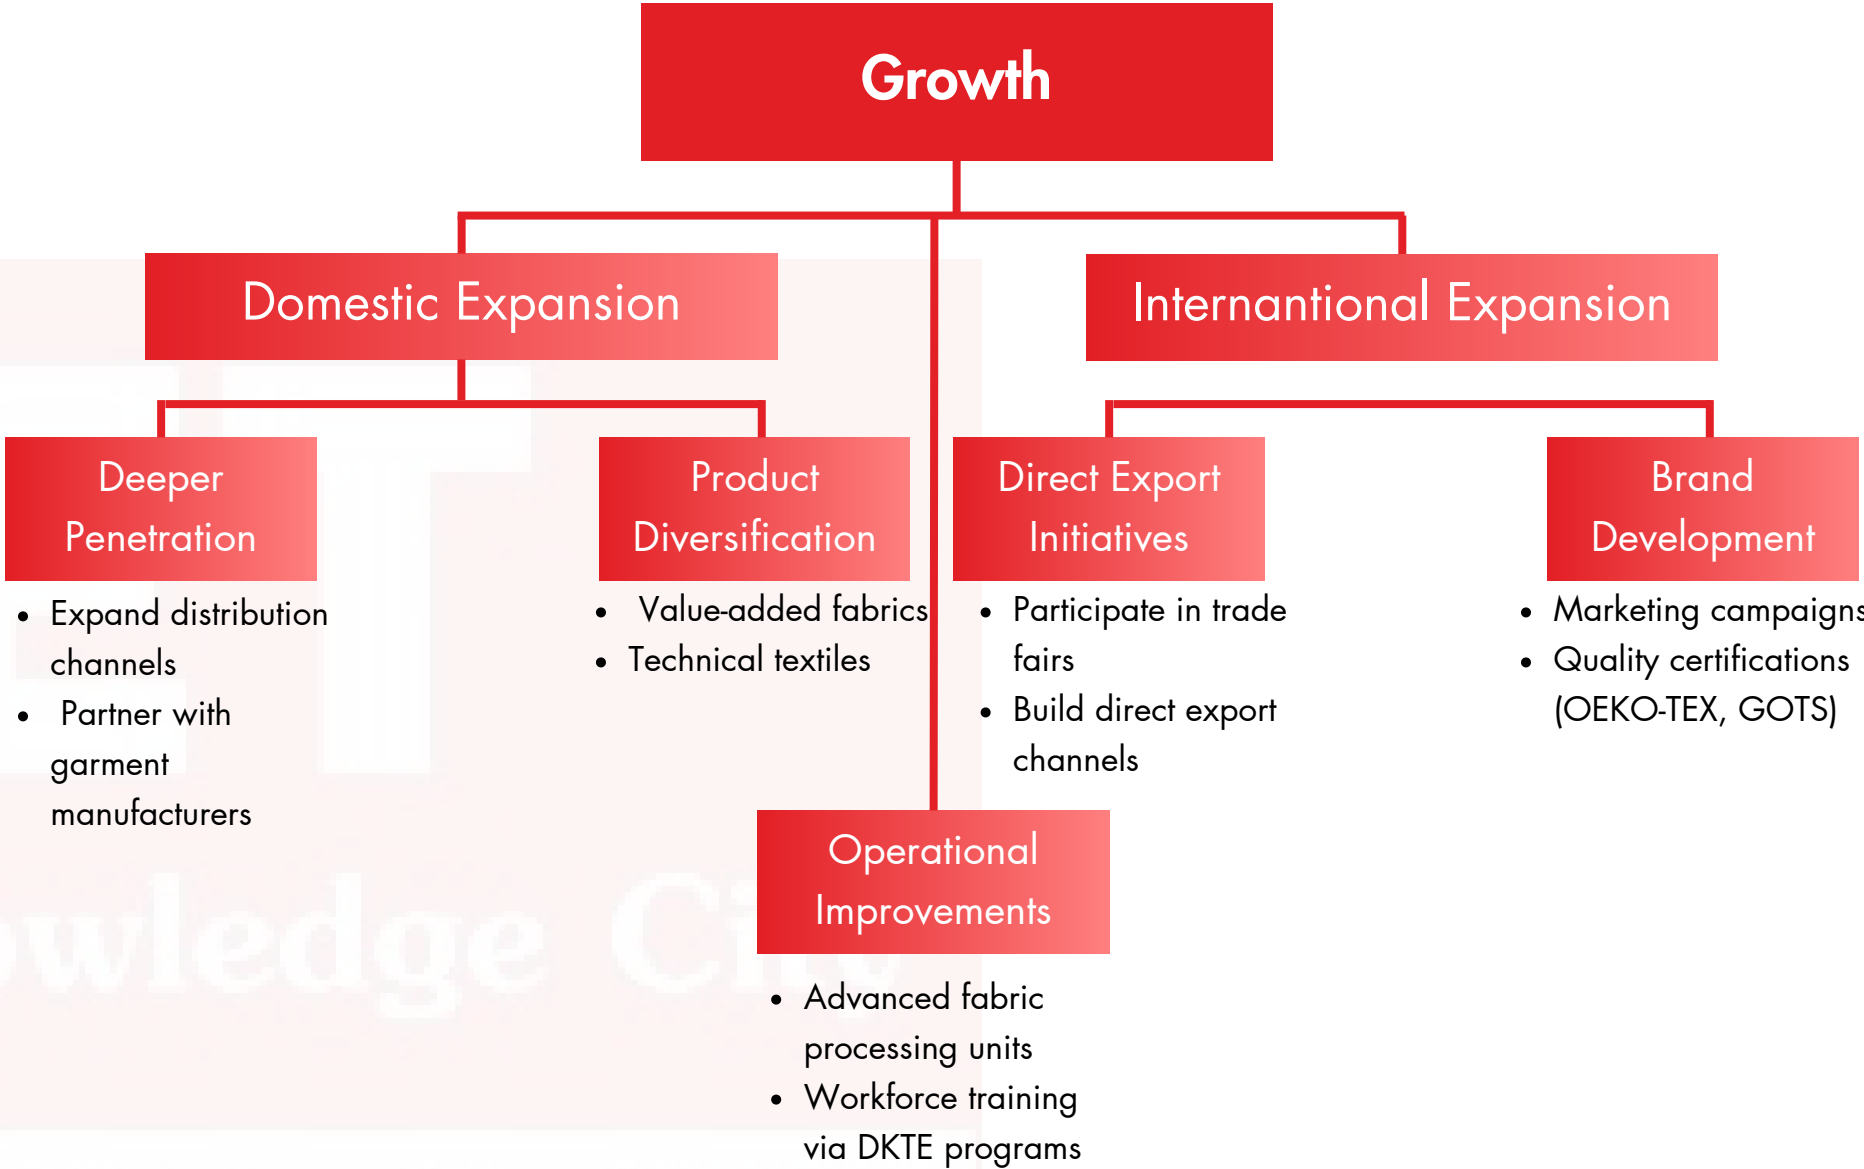 Growth
Domestic Expansion
Internantional Expansion
Deeper
Penetration
• Expand distribution
channels
• Partner with
garment
manufacturers
Product
Diversification
• Value-added fabrics
• Technical textiles
Direct Export
Initiatives
• Participate in trade
fairs
• Build direct export
channels
Brand
Development
• Marketing campaigns
• Quality certifications
(OEKO-TEX, GOTS)
Operational
Improvements
• Advanced fabric
processing units
• Workforce training
via DKTE programs